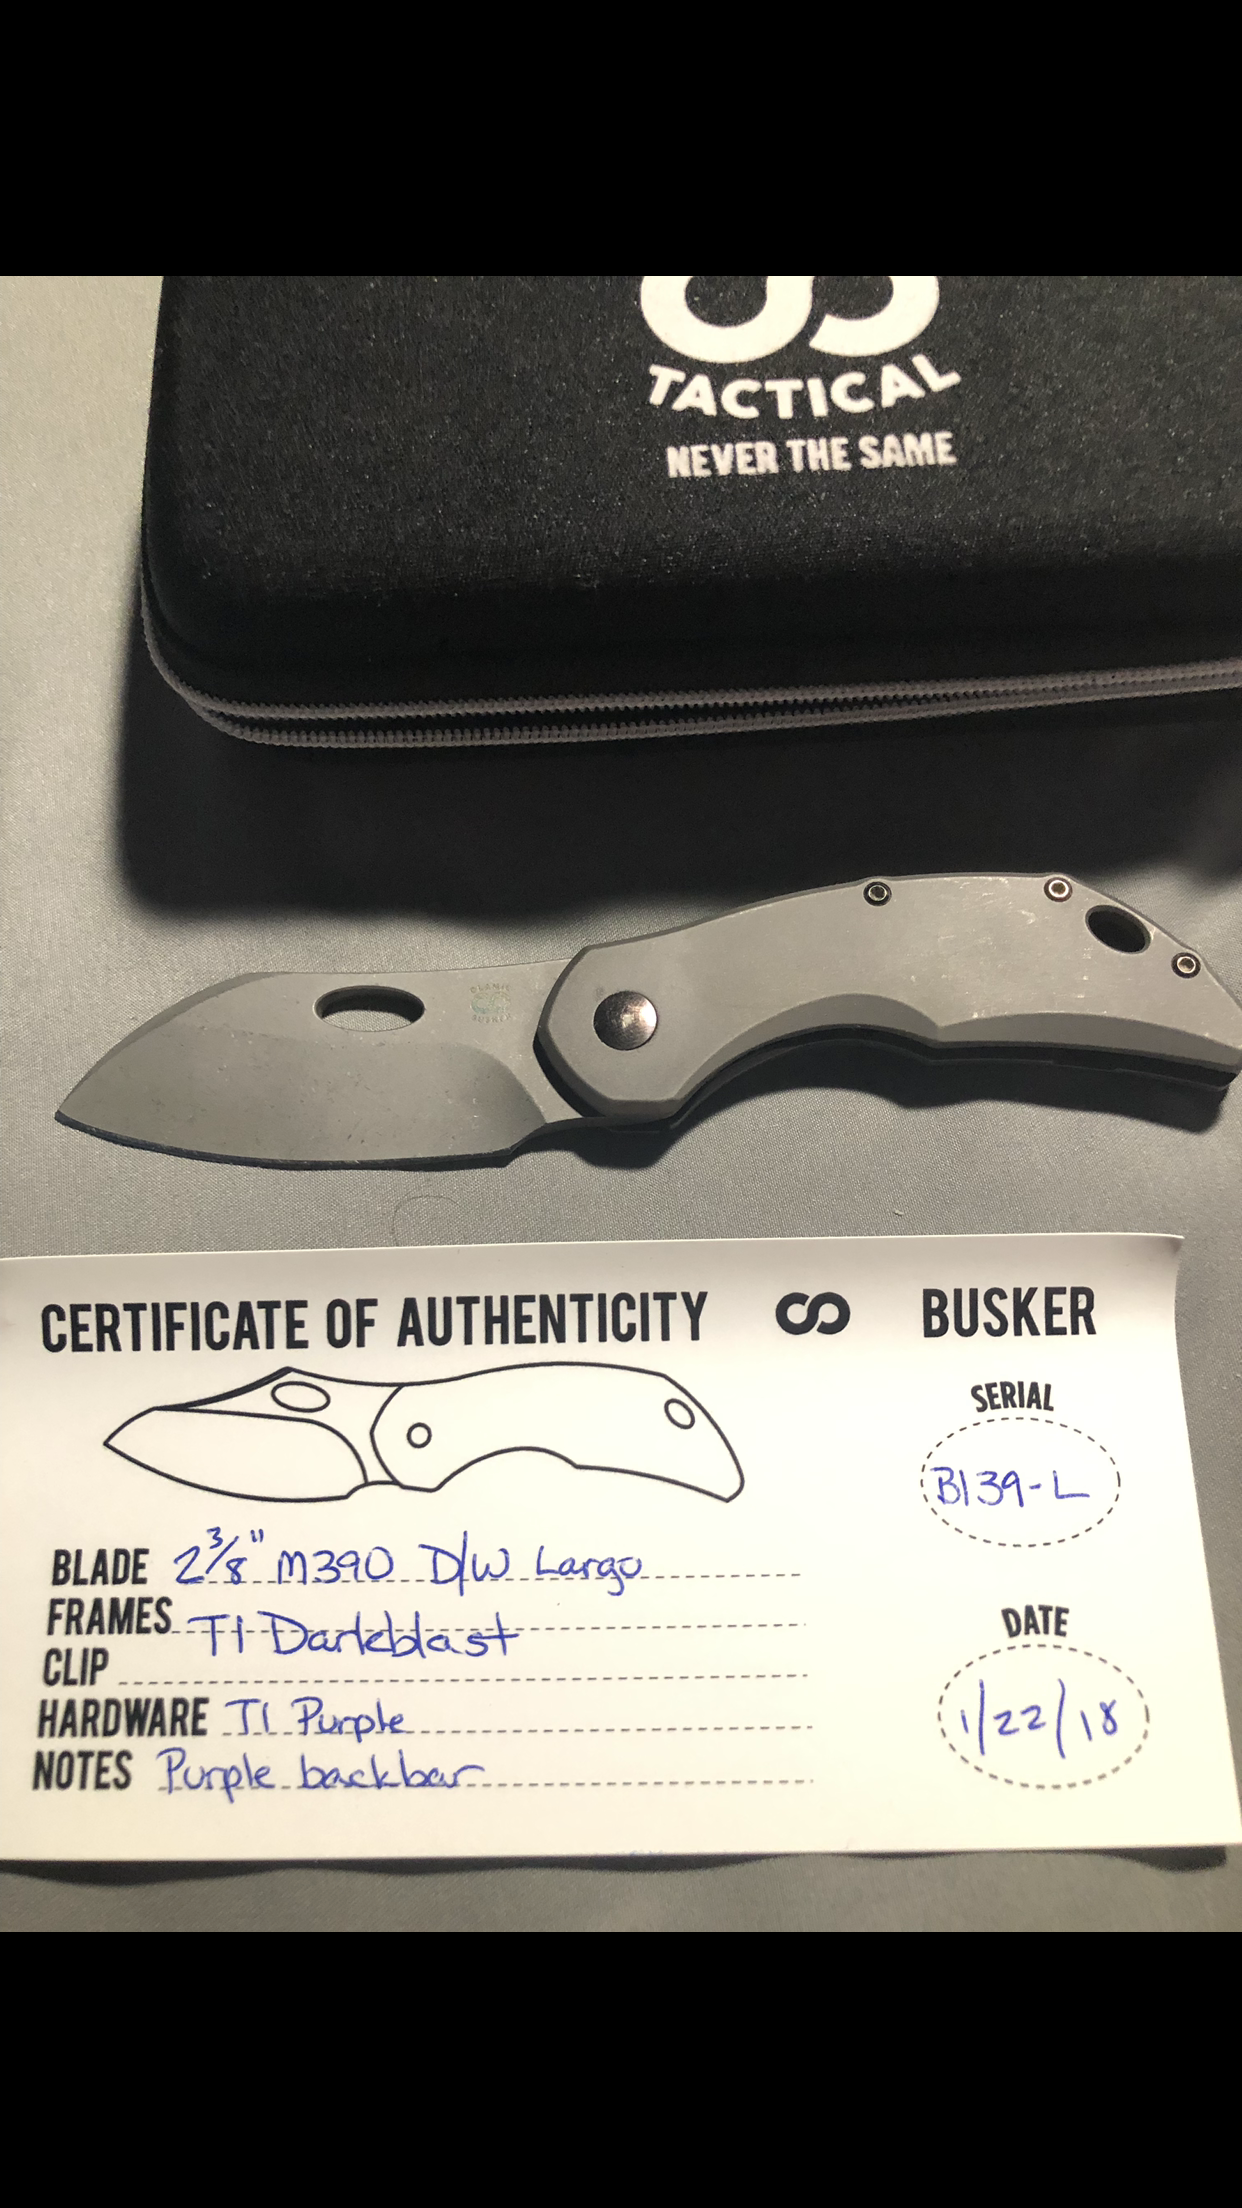 TACTICAL
NEVER THE SAME
BUSKER
CERTIFICATE OF AUTHENTICITY
BUSKER
SERIAL
B139-L
BLADE 2 3/8" M390 D/W Largo
FRAMES TI Darkblast
CLIP
HARDWARE TI Purple
NOTES Purple backbar
DATE
1/22/18